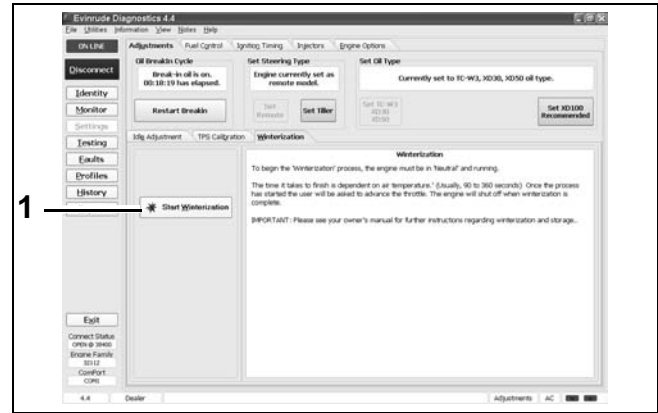 Evinrude Diagnostics 4.4
File Utilities Information View Notes Help
ON LINE
Disconnect
Identity
Monitor
Settings
Testing
Faults
Profiles
History
Exit
Connect Status
OPEN @ 38400
Engine Family
ComPort
COM1
Adjustments Fuel Control Ignition Timing Injectors Engine Options
Oil Breakin Cycle
Break-in oil is on.
00:18:19 has elapsed.
Restart Breakin
Set Steering Type
Engine currently set as
remote model.
Set
Remote
Set Tiller
Set Oil Type
Currently set to TC-W3, XD30, XD50 oil type.
Set TC-W3
XD30
XD50
Set XD100
Recommended
Idle Adjustment TPS Calibration Winterization
1
Start Winterization
Winterization
To begin the 'Winterization' process, the engine must be in 'Neutral' and running.
The time it takes to finish is dependent on air temperature.' (Usually, 90 to 360 seconds) Once the process
has started the user will be asked to advance the throttle. The engine will shut off when winterization is
complete.
IMPORTANT: Please see your owner's manual for further instructions regarding winterization and storage..
4.4 Dealer Adjustments AC